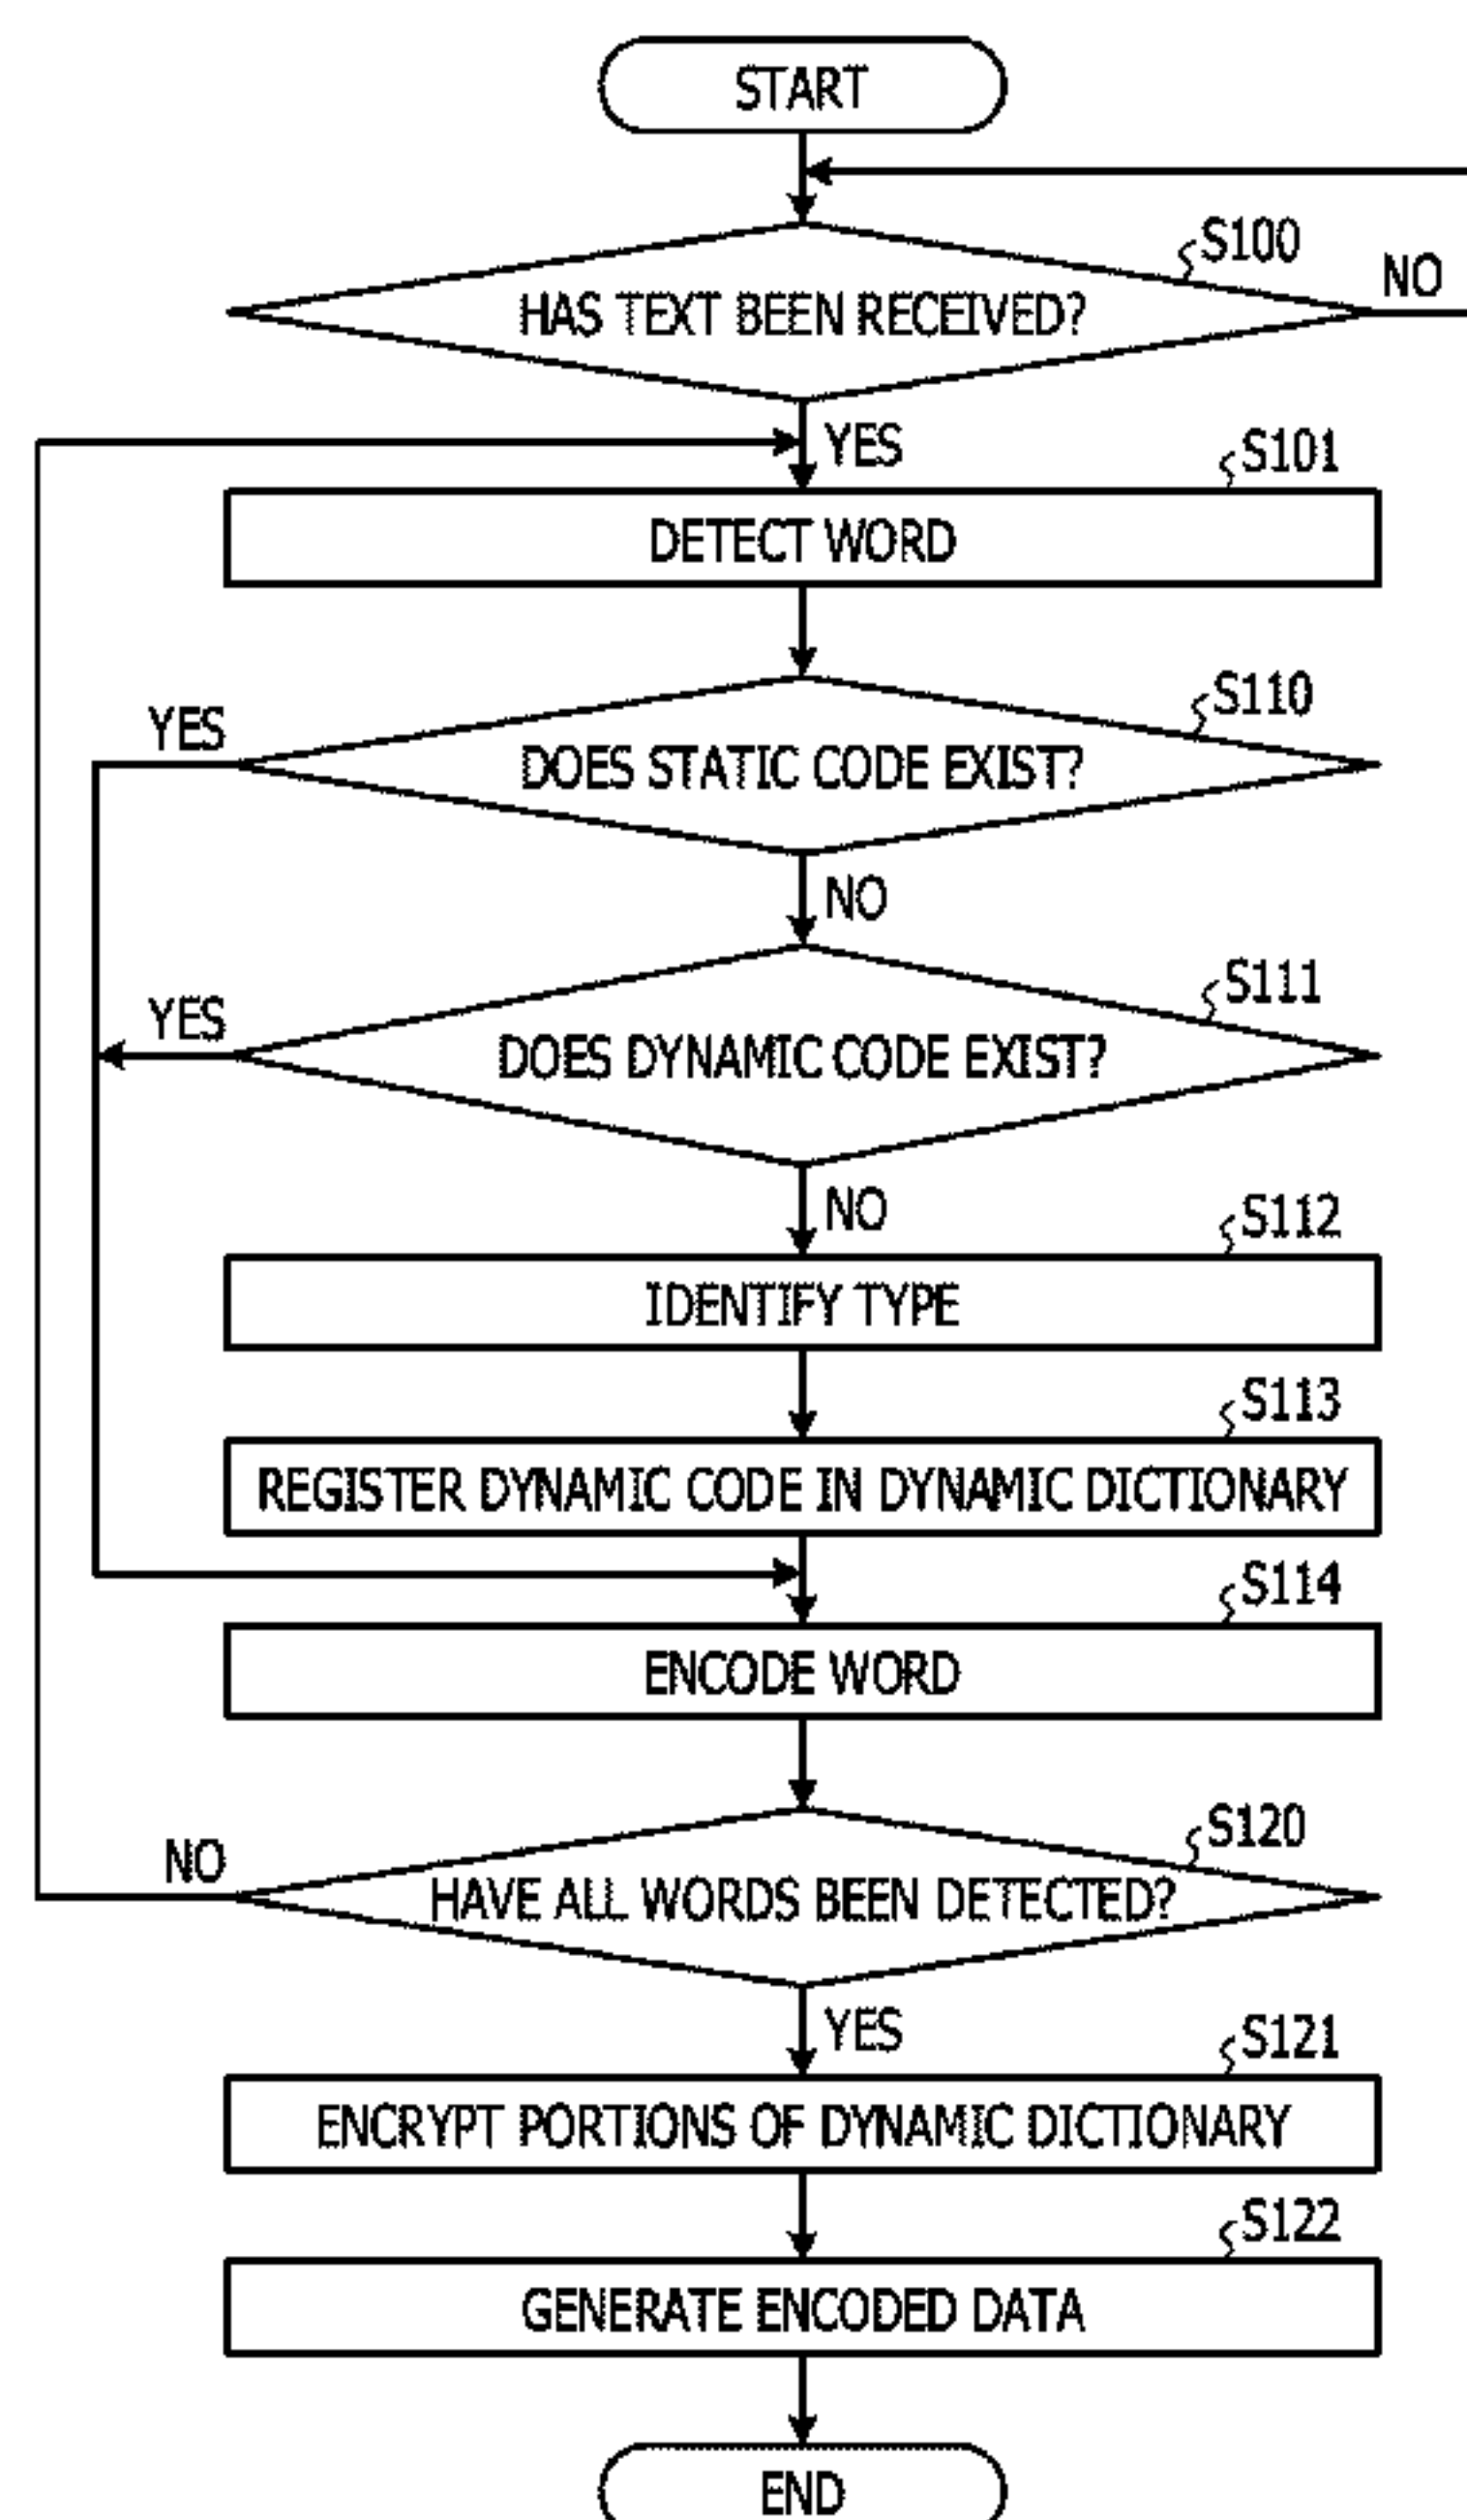 START
S100
NO
HAS TEXT BEEN RECEIVED?
YES
S101
DETECT WORD
S110
YES
DOES STATIC CODE EXIST?
NO
S111
YES
DOES DYNAMIC CODE EXIST?
NO
S112
IDENTIFY TYPE
S113
REGISTER DYNAMIC CODE IN DYNAMIC DICTIONARY
S114
ENCODE WORD
S120
NO
HAVE ALL WORDS BEEN DETECTED?
YES
S121
ENCRYPT PORTIONS OF DYNAMIC DICTIONARY
S122
GENERATE ENCODED DATA
END